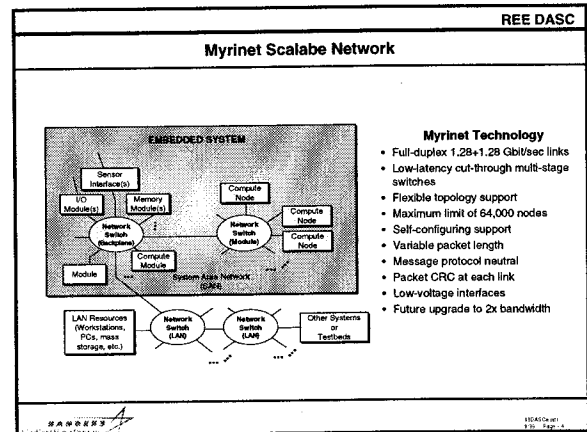 REE DASC
Myrinet Scalabe Network
EMBEDDED SYSTEM
Sensor
Interface(s)
I/O
Module(s)
Memory
Module(s)
Network
Switch
(Backplane)
Module
Compute
Module
Compute
Node
Network
Switch
(Module)
Compute
Node
Compute
Node
System Area Network
(SAN)
LAN Resources
(Workstations,
PCs, mass
storage, etc.)
Network
Switch
(LAN)
Network
Switch
(LAN)
Other Systems
or
Testbeds
Myrinet Technology
• Full-duplex 1.28+1.28 Gbit/sec links
• Low-latency cut-through multi-stage
switches
• Flexible topology support
• Maximum limit of 64,000 nodes
• Self-configuring support
• Variable packet length
• Message protocol neutral
• Packet CRC at each link
• Low-voltage interfaces
• Future upgrade to 2x bandwidth
SANDERS
Page - 4